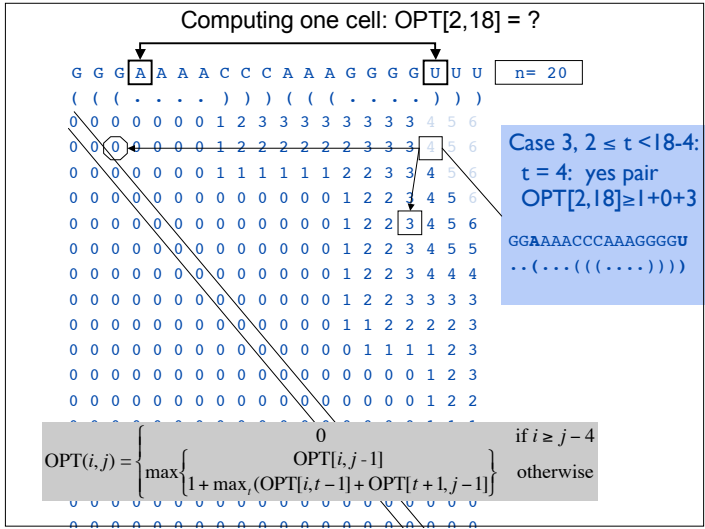 Computing one cell: OPT[2,18] = ?
G G G A A A A C C C A A A G G G G U U U n= 20
( ( ( . . . . ) ) ) ( ( ( . . . . ) ) )
0 0 0 0 0 0 0 1 2 3 3 3 3 3 3 3 3 4 5 6
0 0 0 0 0 0 0 1 2 2 2 2 2 2 3 3 3 4 5 6
0 0 0 0 0 0 0 1 1 1 1 1 1 2 2 3 3 4 5 6
0 0 0 0 0 0 0 0 0 0 0 0 0 1 2 2 3 4 5 6
0 0 0 0 0 0 0 0 0 0 0 0 0 1 2 2 3 4 5 6
0 0 0 0 0 0 0 0 0 0 0 0 0 1 2 2 3 4 5 5
0 0 0 0 0 0 0 0 0 0 0 0 0 1 2 2 3 4 4 4
0 0 0 0 0 0 0 0 0 0 0 0 0 1 2 2 3 3 3 3
0 0 0 0 0 0 0 0 0 0 0 0 0 1 1 2 2 2 2 3
0 0 0 0 0 0 0 0 0 0 0 0 0 0 1 1 1 1 2 3
0 0 0 0 0 0 0 0 0 0 0 0 0 0 0 0 0 1 2 3
0 0 0 0 0 0 0 0 0 0 0 0 0 0 0 0 0 1 2 2
Case 3, 2 ≤ t <18-4:
t = 4: yes pair
OPT[2,18]≥1+0+3
GGAAAACCCAAAGGGGU
..(...(((....))))
0 if i ≥ j − 4
OPT(i, j) = max OPT[i, j -1]
1 + max_t (OPT[i,t −1] + OPT[t +1, j −1]) otherwise